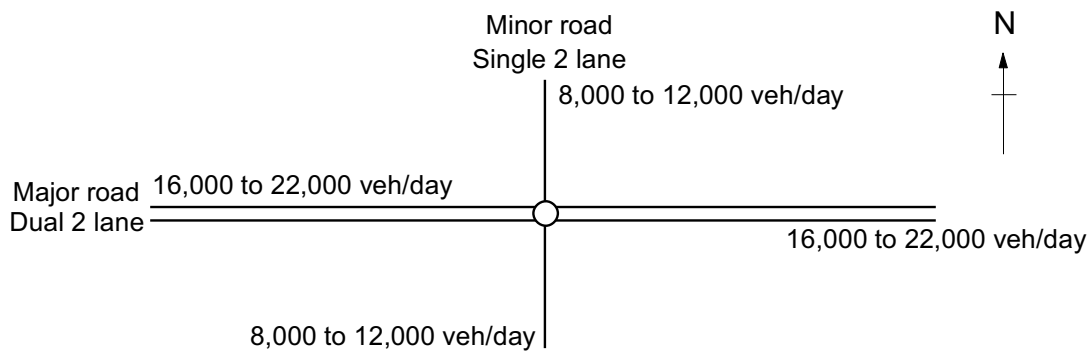 Minor road
Single 2 lane
N
8,000 to 12,000 veh/day
Major road
Dual 2 lane
16,000 to 22,000 veh/day
16,000 to 22,000 veh/day
8,000 to 12,000 veh/day